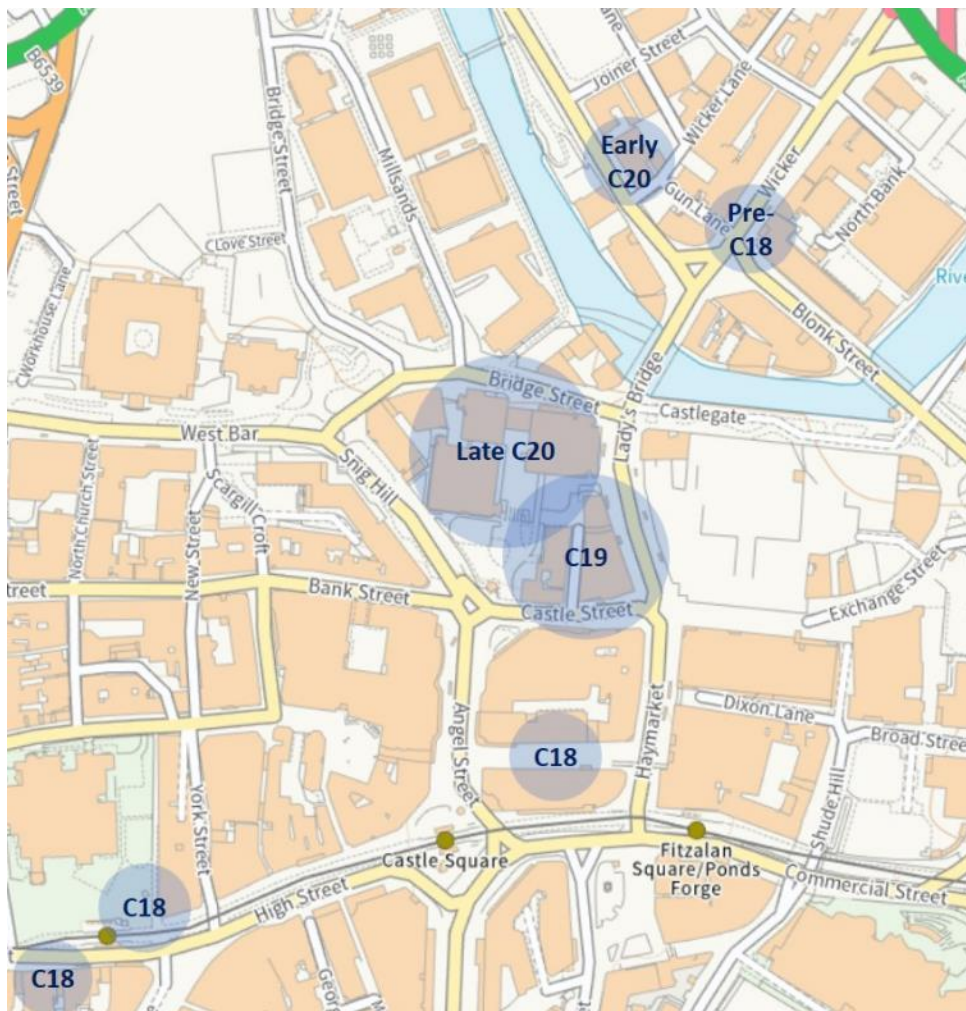 B6539
Street
Bridge Street
Millsands
Joiner Street
Wicker Lane
Early
C20
Gun Lane
Wicker
Pre-
C18
North Bank
Love Street
Workhouse Lane
Blonk Street
Bridge Street
Lady's Bridge
Castlegate
West Bar
Late C20
Snig Hill
North Church Street
Scargill Croft
New Street
C19
Exchange Street
treet
Bank Street
Castle Street
Dixon Lane
Broad Stree
Angel Street
C18
Haymarket
Shude Hill
York Street
Castle Square
Fitzalan
Square/Ponds
Forge
Commercial Street
High Street
C18
C18